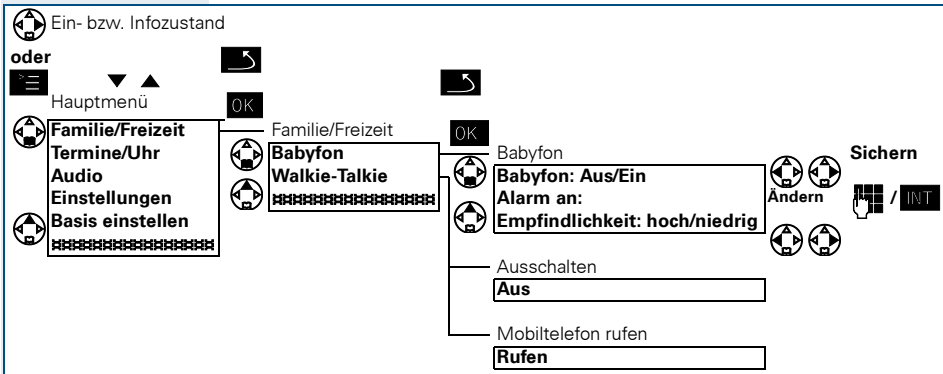 Ein- bzw. Infozustand
oder
Hauptmenü
OK
Familie/Freizeit
Termine/Uhr
Audio
Einstellungen
Basis einstellen
Familie/Freizeit
OK
Babyfon
Walkie-Talkie
Babyfon
Babyfon: Aus/Ein
Alarm an:
Empfindlichkeit: hoch/niedrig
Ändern
Sichern
/ INT
Ausschalten
Aus
Mobiltelefon rufen
Rufen